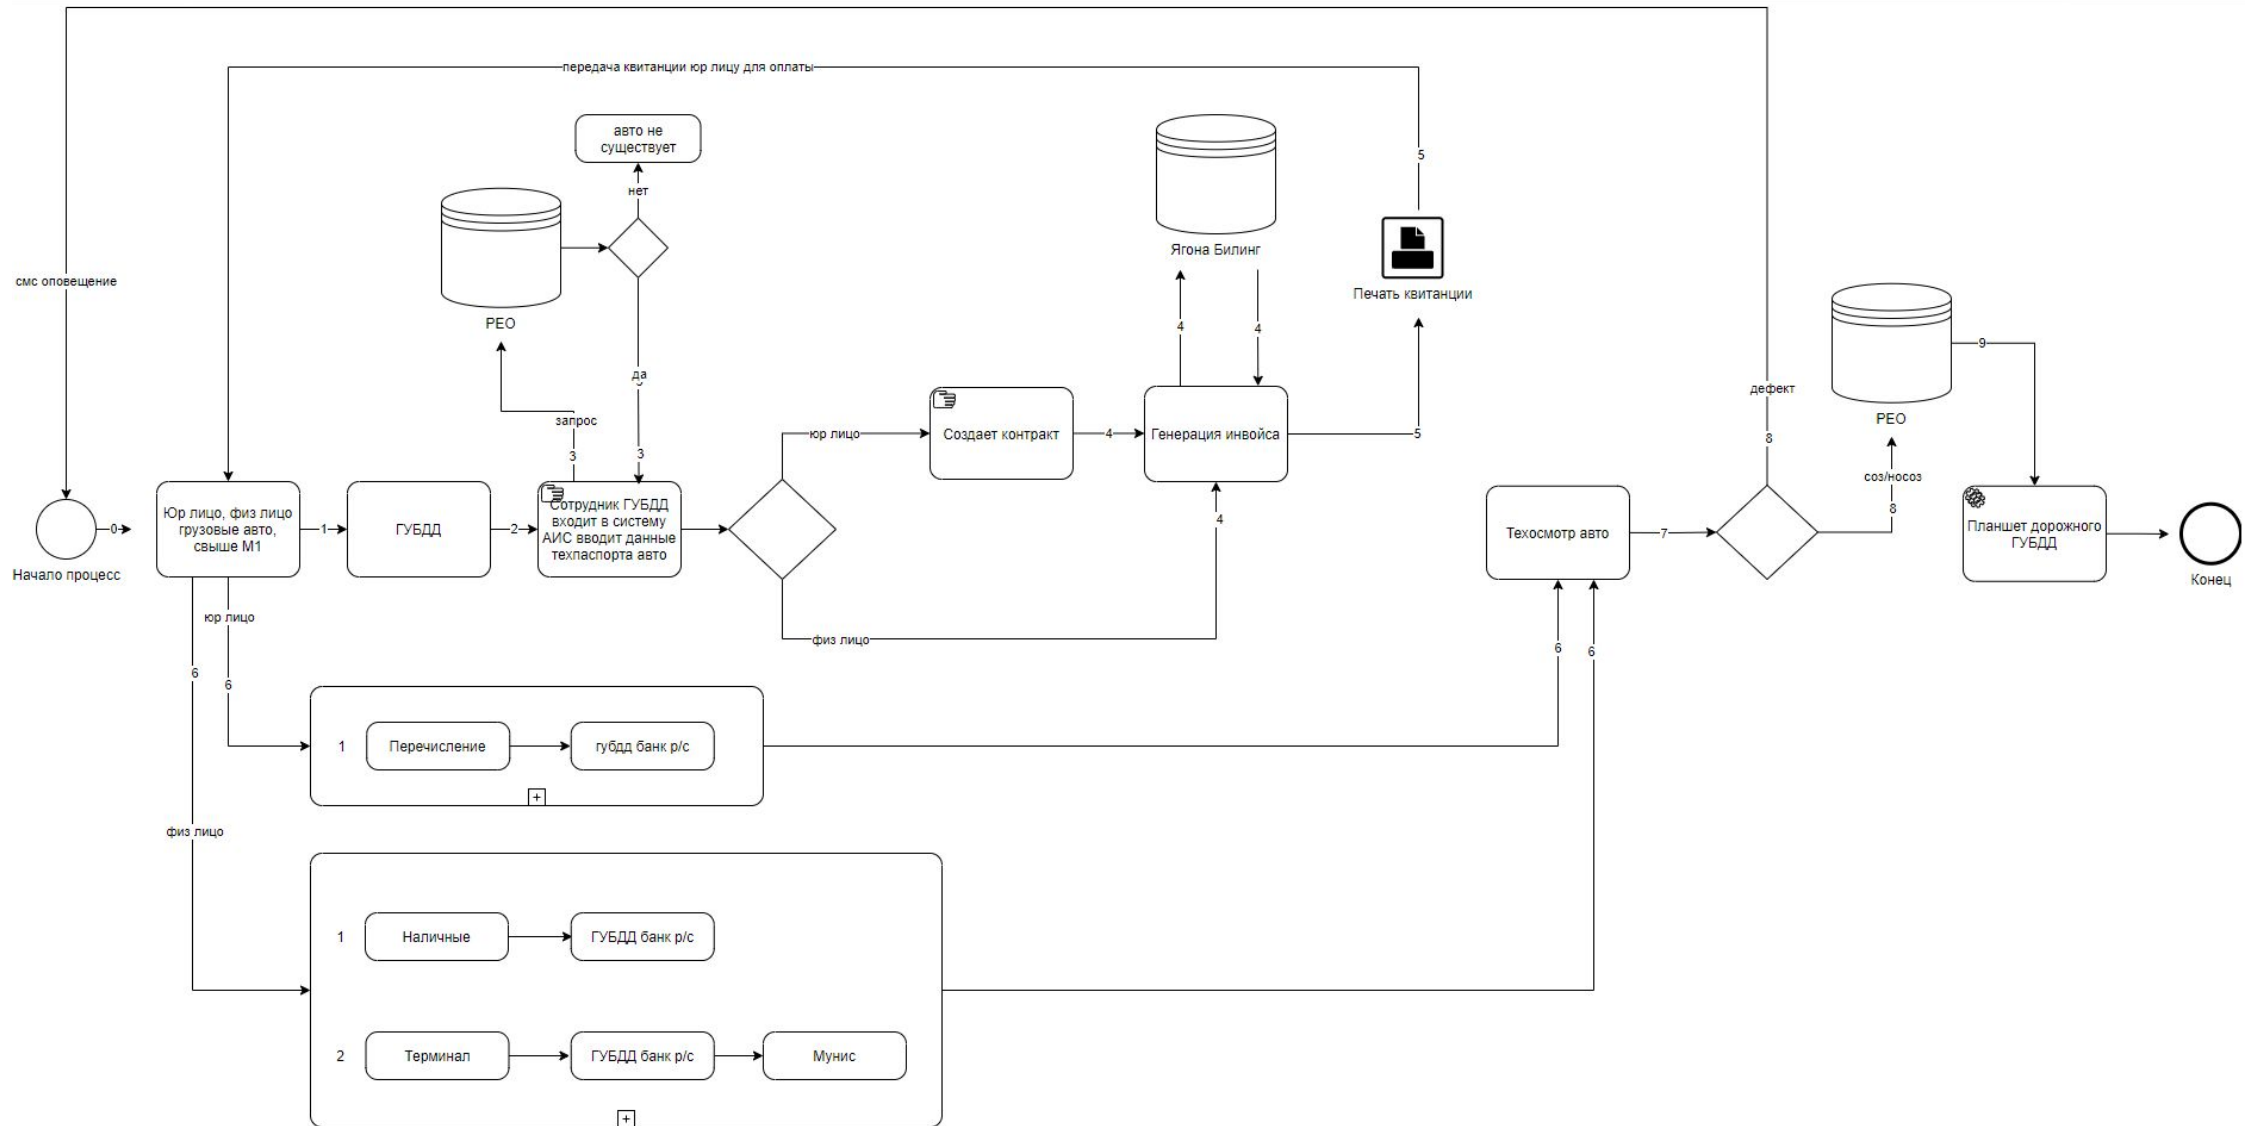 передача квитанции юр лицу для оплаты
авто не
существует
нет
5
Ягона Билинг
смс оповещение
Печать квитанции
РЕО
4
4
9
да
дефект
РЕО
запрос
3
3
юр лицо
Создает контракт
4
Генерация инвойса
5
8
соз/носоз
8
Начало процесс
0
Юр лицо, физ лицо
грузовые авто,
свыше М1
1
ГУБДД
2
Сотрудник ГУБДД
входит в систему
АИС вводит данные
техпаспорта авто
4
Техосмотр авто
7
Планшет дорожного
ГУБДД
Конец
юр лицо
физ лицо
6
6
6
6
1
Перечисление
губдд банк р/с
физ лицо
1
Наличные
ГУБДД банк р/с
2
Терминал
ГУБДД банк р/с
Мунис